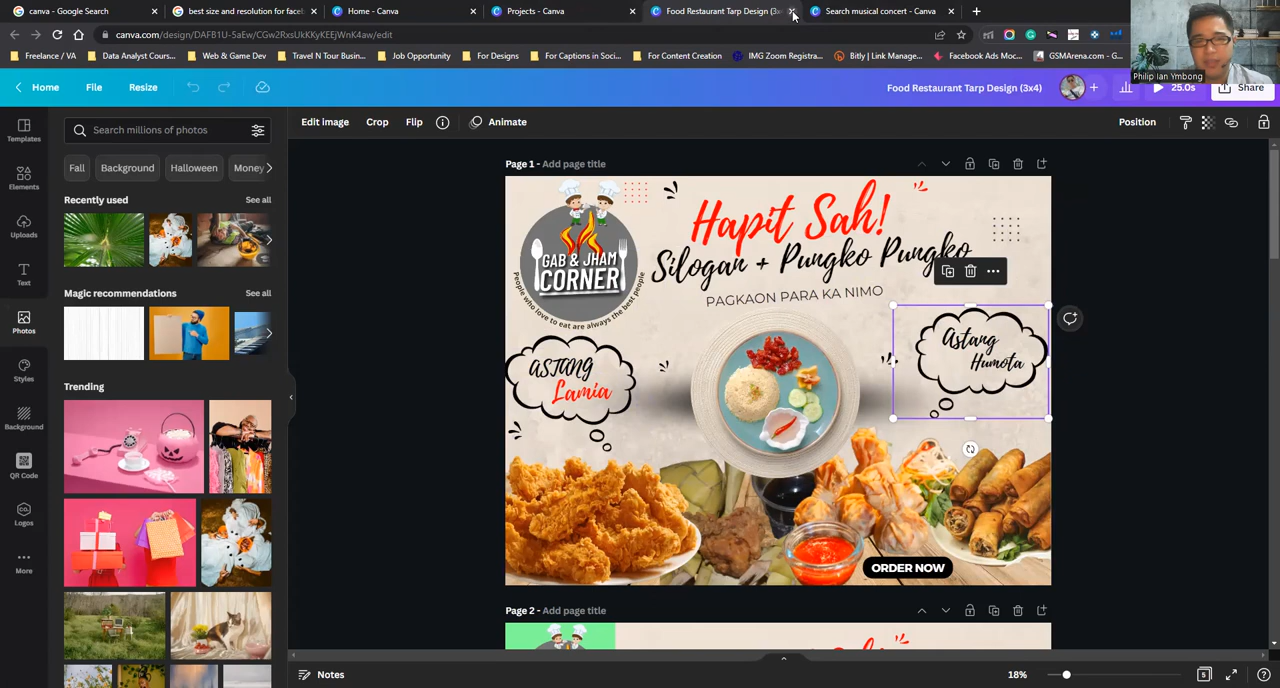 canva - Google Search
best size and resolution for face
Home - Canva
Projects - Canva
Food Restaurant Tarp Design (3x
Search musical concert - Canva
canva.com/design/DAFB1U-5aEw/CGw2RxsUkKKyKEEjWnK4aw/edit
Freelance / VA
Data Analyst Cours...
Web & Game Dev
Travel N Tour Busin...
Job Opportunity
For Designs
For Captions in Soci...
For Content Creation
IMG Zoom Registra...
Bitly | Link Manage...
Facebook Ads Moc...
GSMArena.com - G...
Philip Ian Ymbong
Home
File
Resize
Food Restaurant Tarp Design (3x4)
25.0s
Share
Search millions of photos
Edit image
Crop
Flip
Animate
Position
Templates
Elements
Uploads
Text
Photos
Styles
Background
QR Code
Logos
More
Fall
Background
Halloween
Money
Recently used
See all
Magic recommendations
See all
Trending
Page 1 - Add page title
Hapit Sah!
Silogan + Pungko Pungko
PAGKAON PARA KA NIMO
GAB & JHAM
CORNER
People who love to eat are always the best people
ASTANG
Lamia
Astang
Humota
ORDER NOW
Page 2 - Add page title
Notes
18%
5